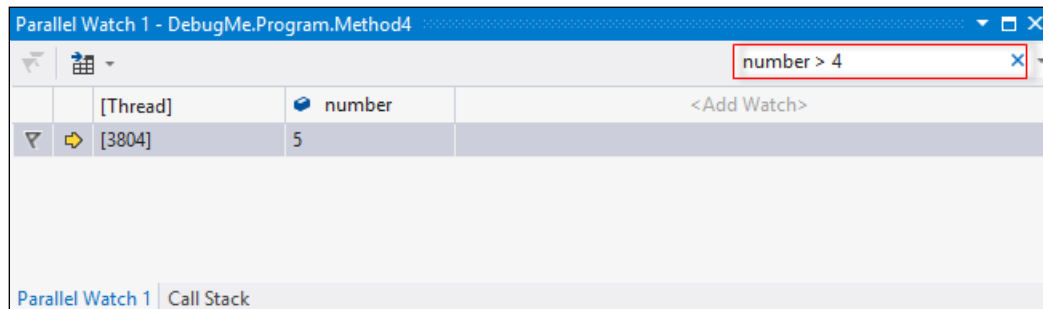 Parallel Watch 1 - DebugMe.Program.Method4
number > 4
[Thread] number <Add Watch>
[3804] 5
Parallel Watch 1 Call Stack